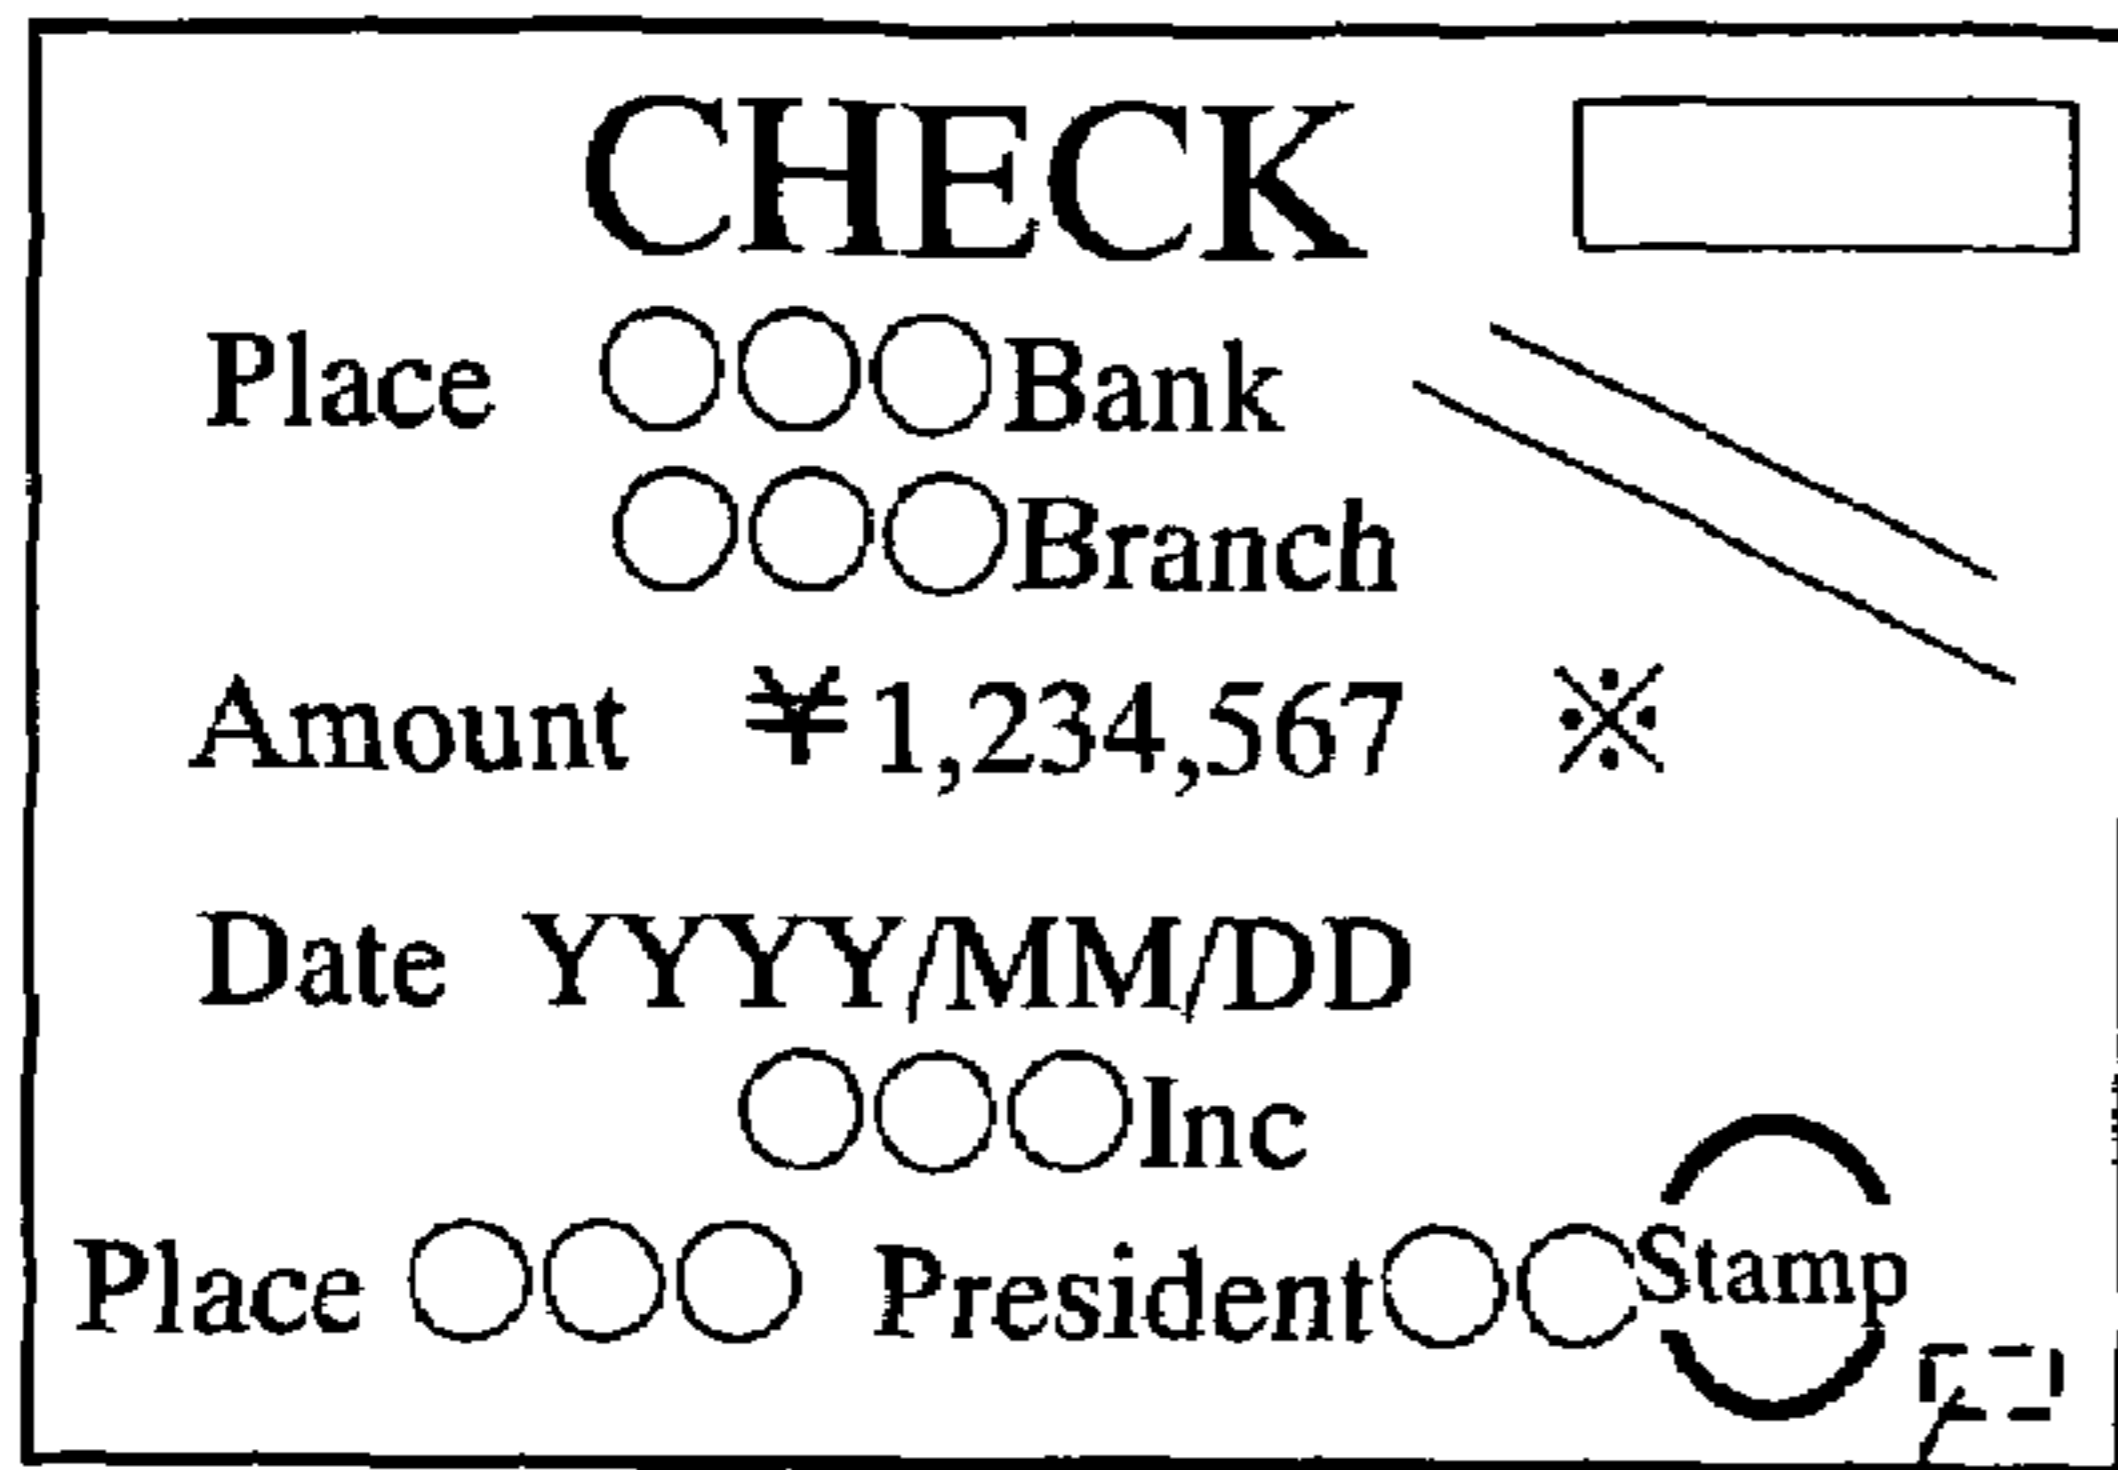 CHECK
Place ○○○Bank
○○○Branch
Amount ¥1,234,567 ※
Date YYYY/MM/DD
○○○Inc
Place ○○○ President○○Stamp